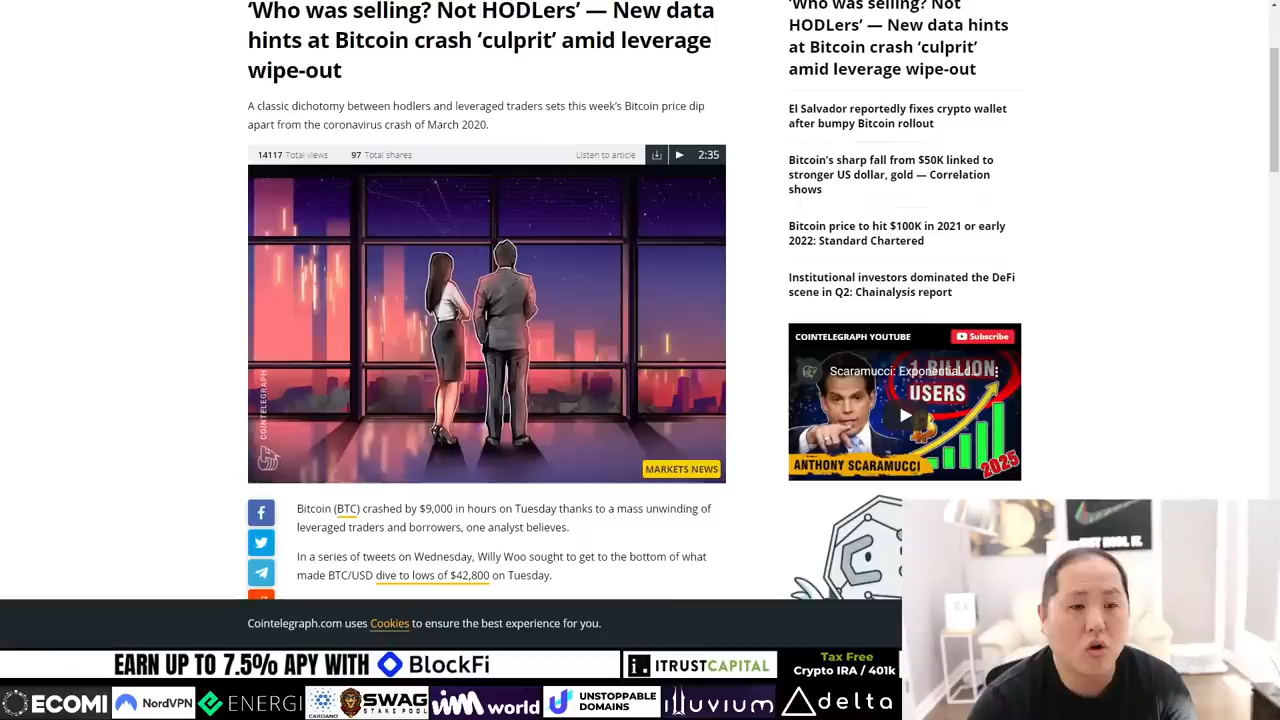 ‘Who was selling? Not HODLers’ — New data
hints at Bitcoin crash ‘culprit’ amid leverage
wipe-out
A classic dichotomy between hodlers and leveraged traders sets this week’s Bitcoin price dip
apart from the coronavirus crash of March 2020.
14117 Total views 97 Total shares Listen to article 2:35
COINTELEGRAPH
MARKETS NEWS
Bitcoin (BTC) crashed by $9,000 in hours on Tuesday thanks to a mass unwinding of
leveraged traders and borrowers, one analyst believes.
In a series of tweets on Wednesday, Willy Woo sought to get to the bottom of what
made BTC/USD dive to lows of $42,800 on Tuesday.
‘Who was selling? Not
HODLers’ — New data hints
at Bitcoin crash ‘culprit’
amid leverage wipe-out
El Salvador reportedly fixes crypto wallet
after bumpy Bitcoin rollout
Bitcoin’s sharp fall from $50K linked to
stronger US dollar, gold — Correlation
shows
Bitcoin price to hit $100K in 2021 or early
2022: Standard Chartered
Institutional investors dominated the DeFi
scene in Q2: Chainalysis report
COINTELEGRAPH YOUTUBE Subscribe
Scaramucci: Exponential d...
1 BILLION
USERS
ANTHONY SCARAMUCCI
2025
Cointelegraph.com uses Cookies to ensure the best experience for you.
EARN UP TO 7.5% APY WITH BlockFi
i. ITRUSTCAPITAL
Tax Free
Crypto IRA / 401k
ECOMI
NordVPN
ENERGI
CARDANO
SWAG
STAKE POOL
world
UNSTOPPABLE
DOMAINS
illuvium
delta